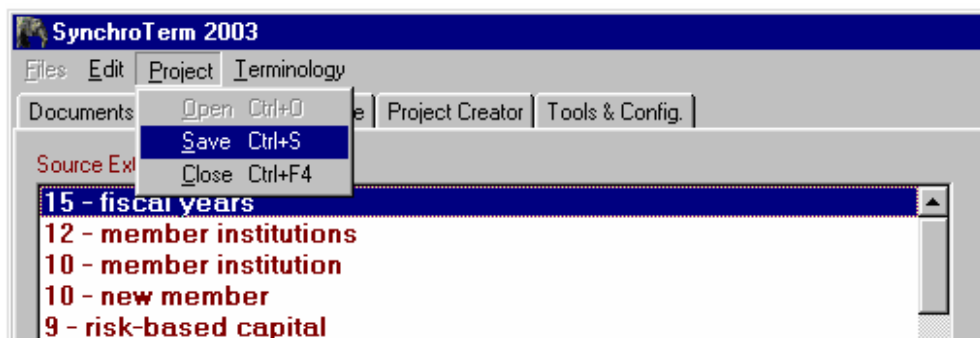 SynchroTerm 2003
Files Edit Project Terminology
Documents Project Creator Tools & Config.
Open Ctrl+O
Save Ctrl+S
Close Ctrl+F4
Source
15 - fiscal years
12 - member institutions
10 - member institution
10 - new member
9 - risk-based capital